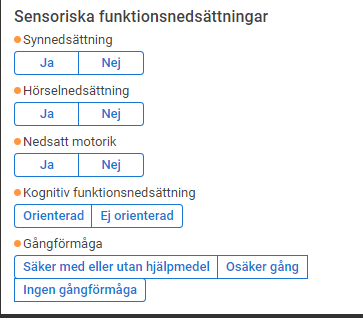 Sensoriska funktionsnedsättningar
Synnedsättning
Ja Nej
Hörselnedsättning
Ja Nej
Nedsatt motorik
Ja Nej
Kognitiv funktionsnedsättning
Orienterad Ej orienterad
Gångförmåga
Säker med eller utan hjälpmedel Osäker gång
Ingen gångförmåga